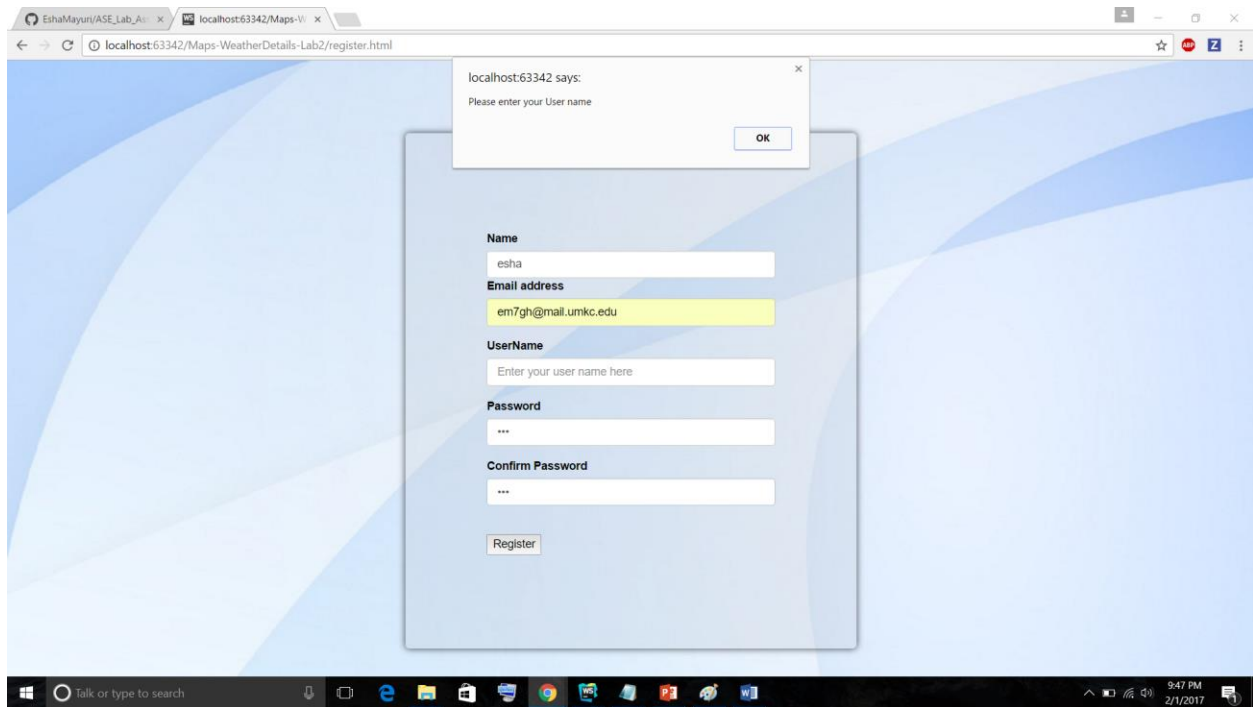 EshaMayuri/ASE_Lab_As
localhost:63342/Maps-W
localhost:63342/Maps-WeatherDetails-Lab2/register.html
ABP
Z
localhost:63342 says:
Please enter your User name
OK
Name
esha
Email address
em7gh@mail.umkc.edu
UserName
Enter your user name here
Password
•••
Confirm Password
•••
Register
Talk or type to search
9:47 PM
2/1/2017